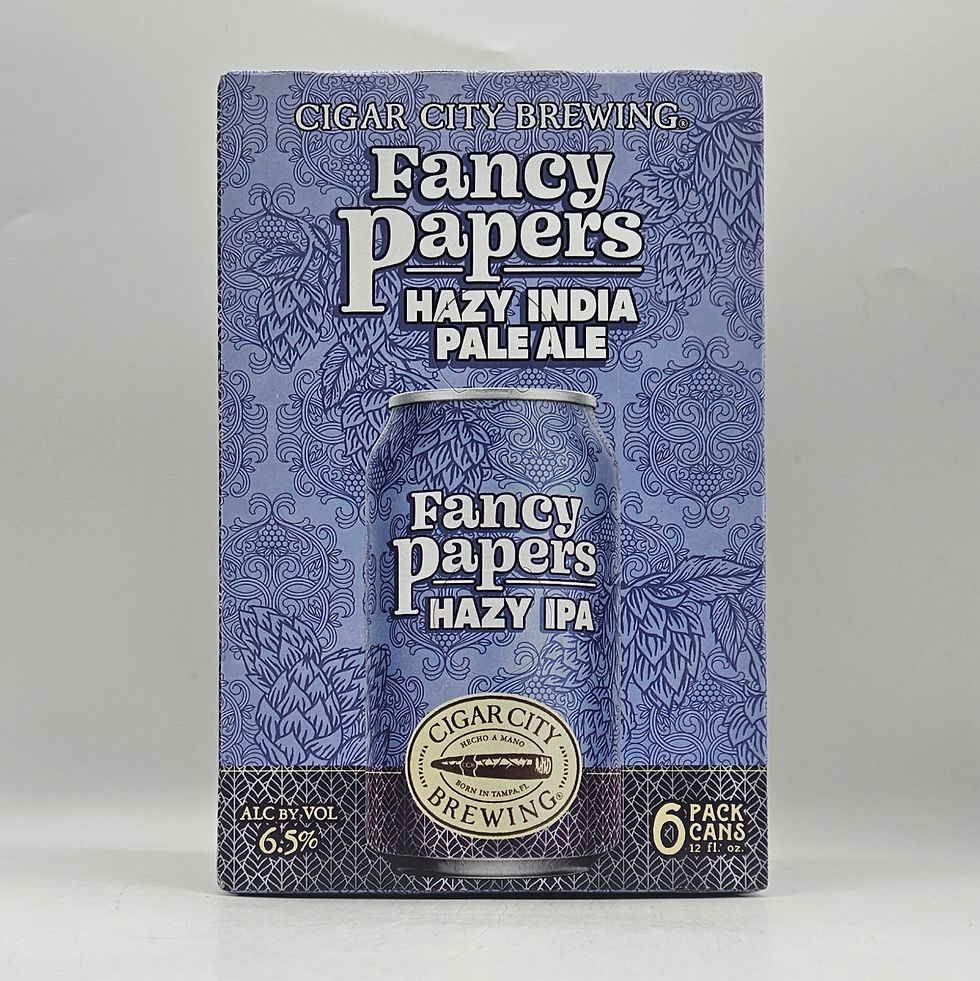 CIGAR CITY BREWING®
Fancy
Papers
HAZY INDIA
PALE ALE
Fancy
Papers
HAZY IPA
CIGAR CITY
HECHO A MANO
CCB
BORN IN TAMPA, FL
BREWING®
ALC BY VOL
6.5%
6 PACK
CANS
12 fl. oz.